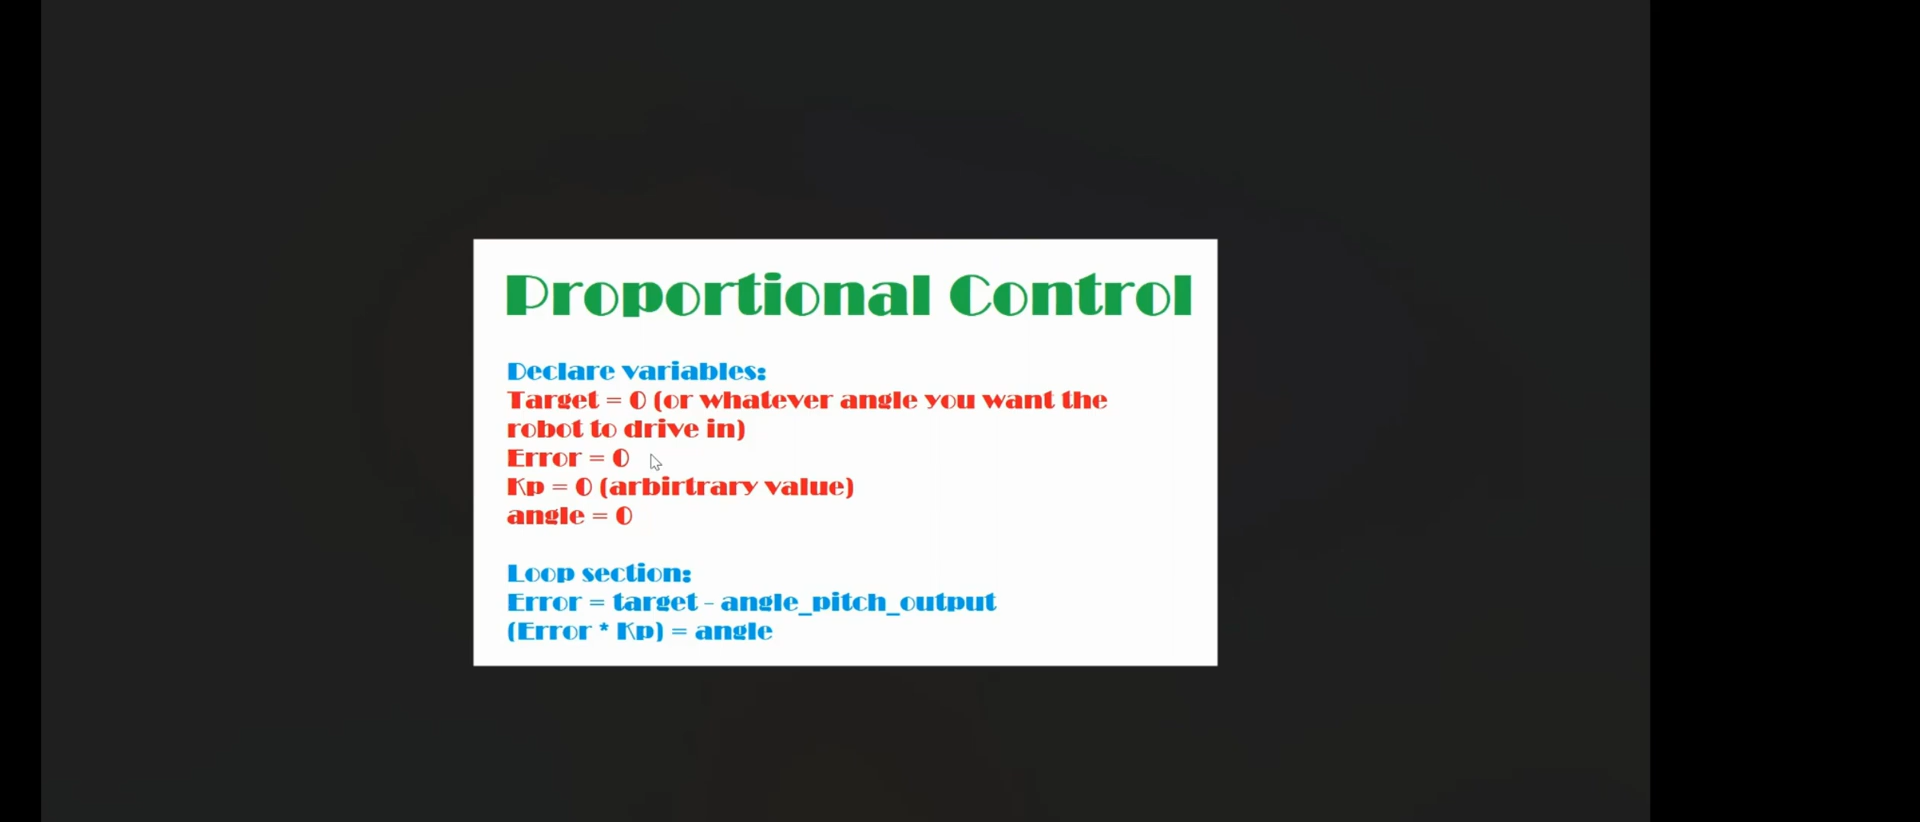 Proportional Control
Declare variables:
Target = 0 (or whatever angle you want the
robot to drive in)
Error = 0
Kp = 0 (arbirtrary value)
angle = 0
Loop section:
Error = target - angle_pitch_output
(Error * Kp) = angle